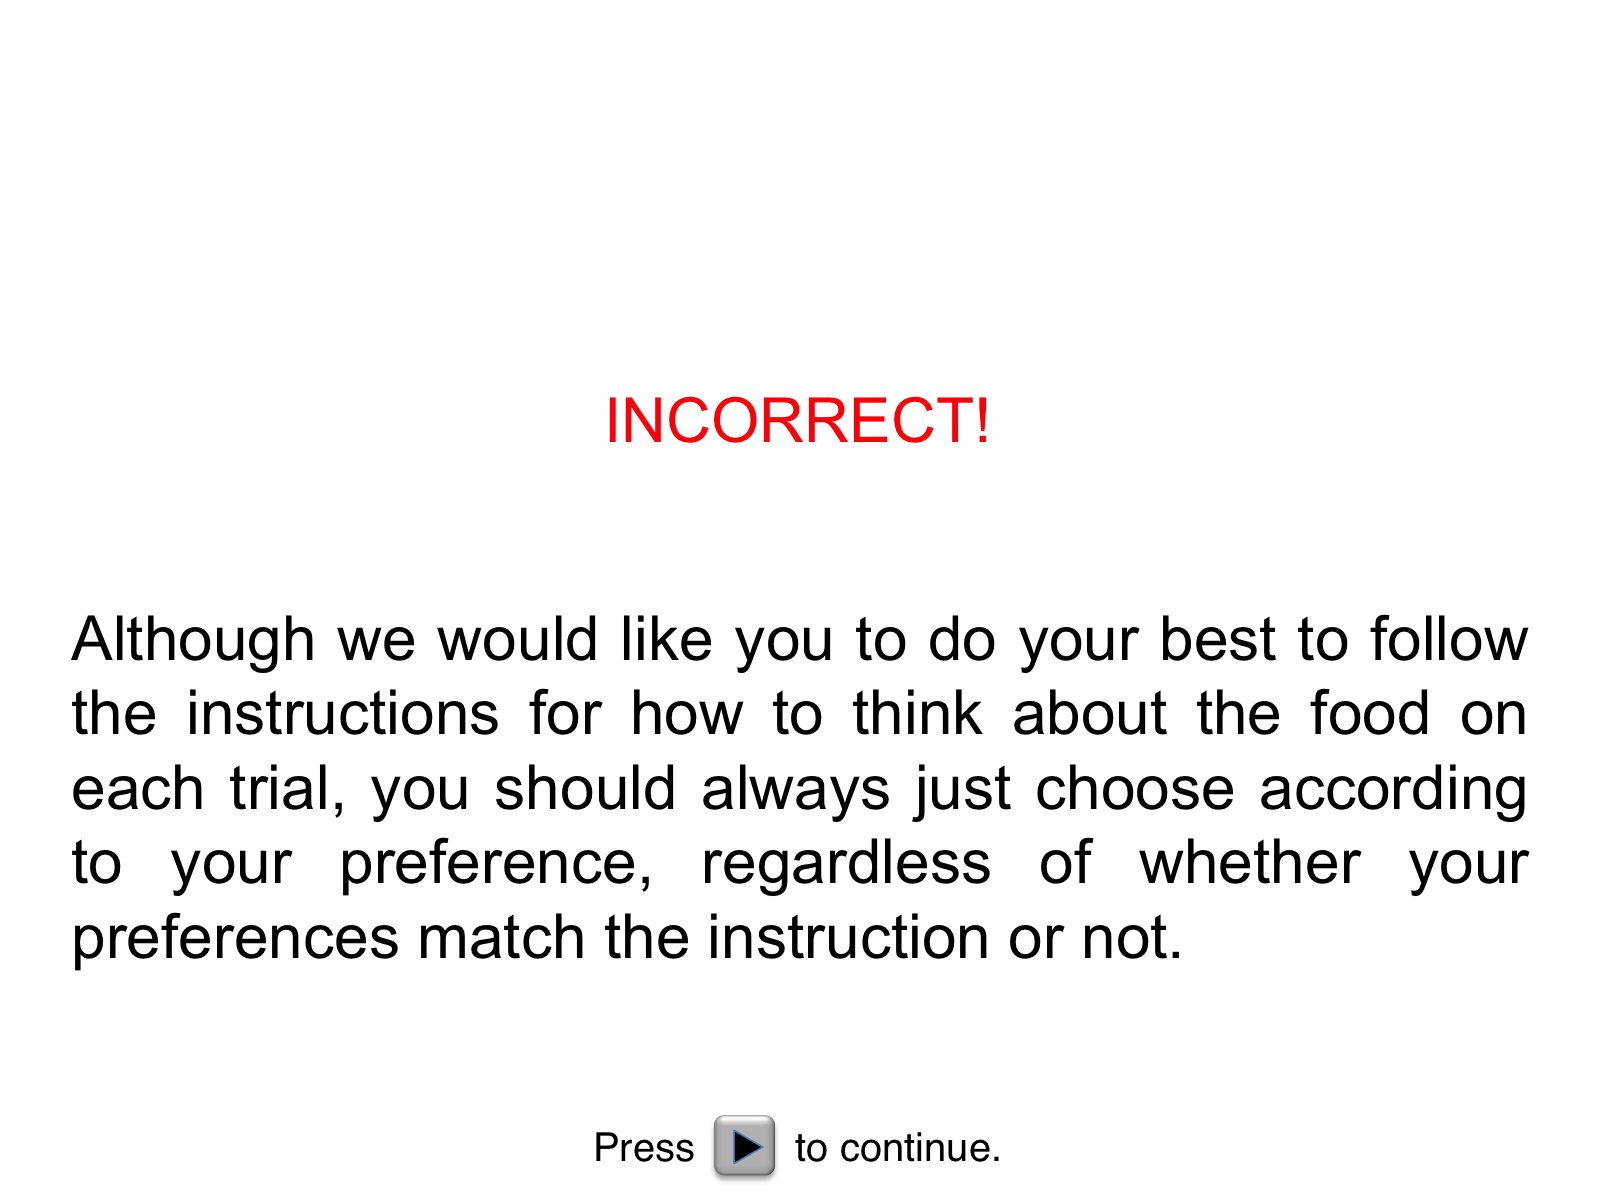 INCORRECT!
Although we would like you to do your best to follow
the instructions for how to think about the food on
each trial, you should always just choose according
to your preference, regardless of whether your
preferences match the instruction or not.
Press to continue.